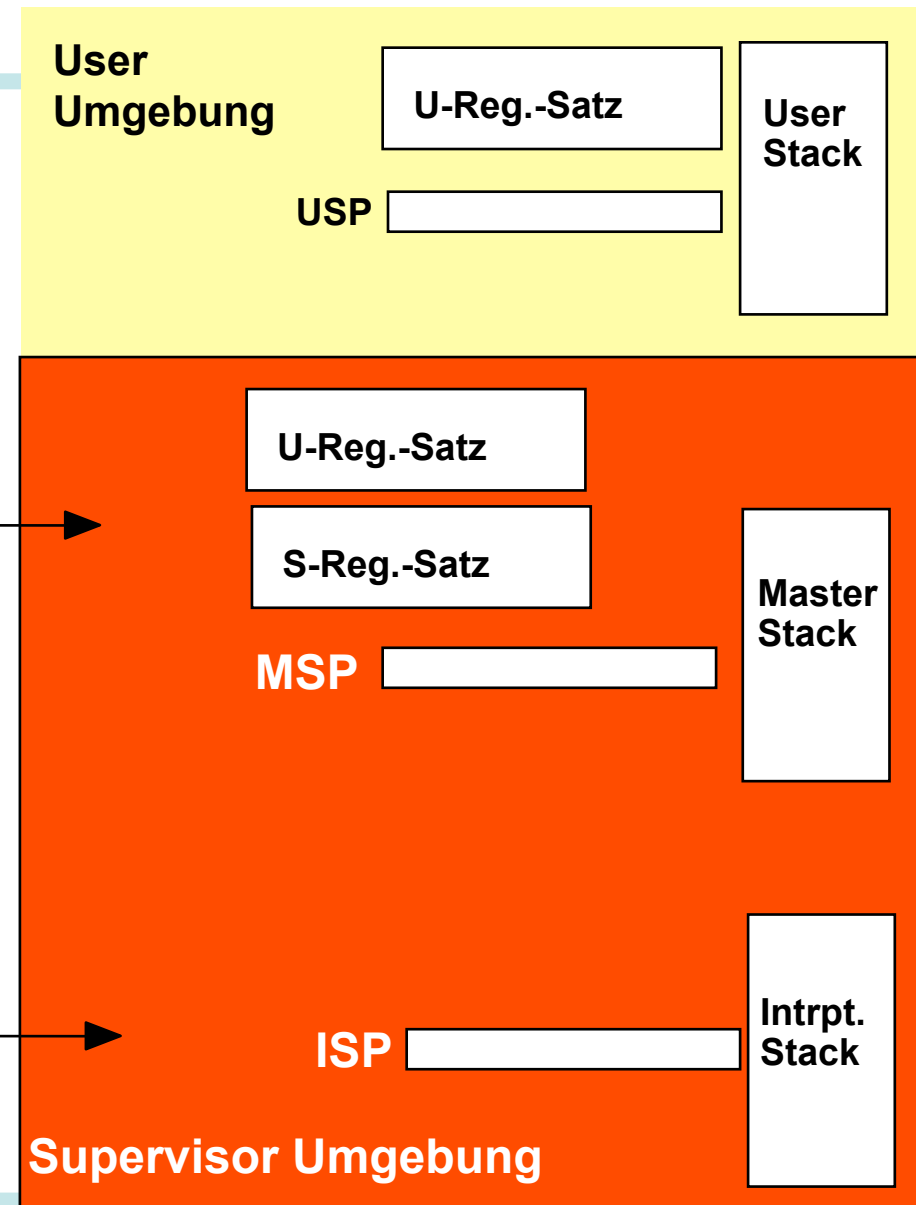 User
Umgebung
U-Reg.-Satz
User
Stack
USP
U-Reg.-Satz
S-Reg.-Satz
Master
Stack
MSP
Intrpt.
Stack
ISP
Supervisor Umgebung